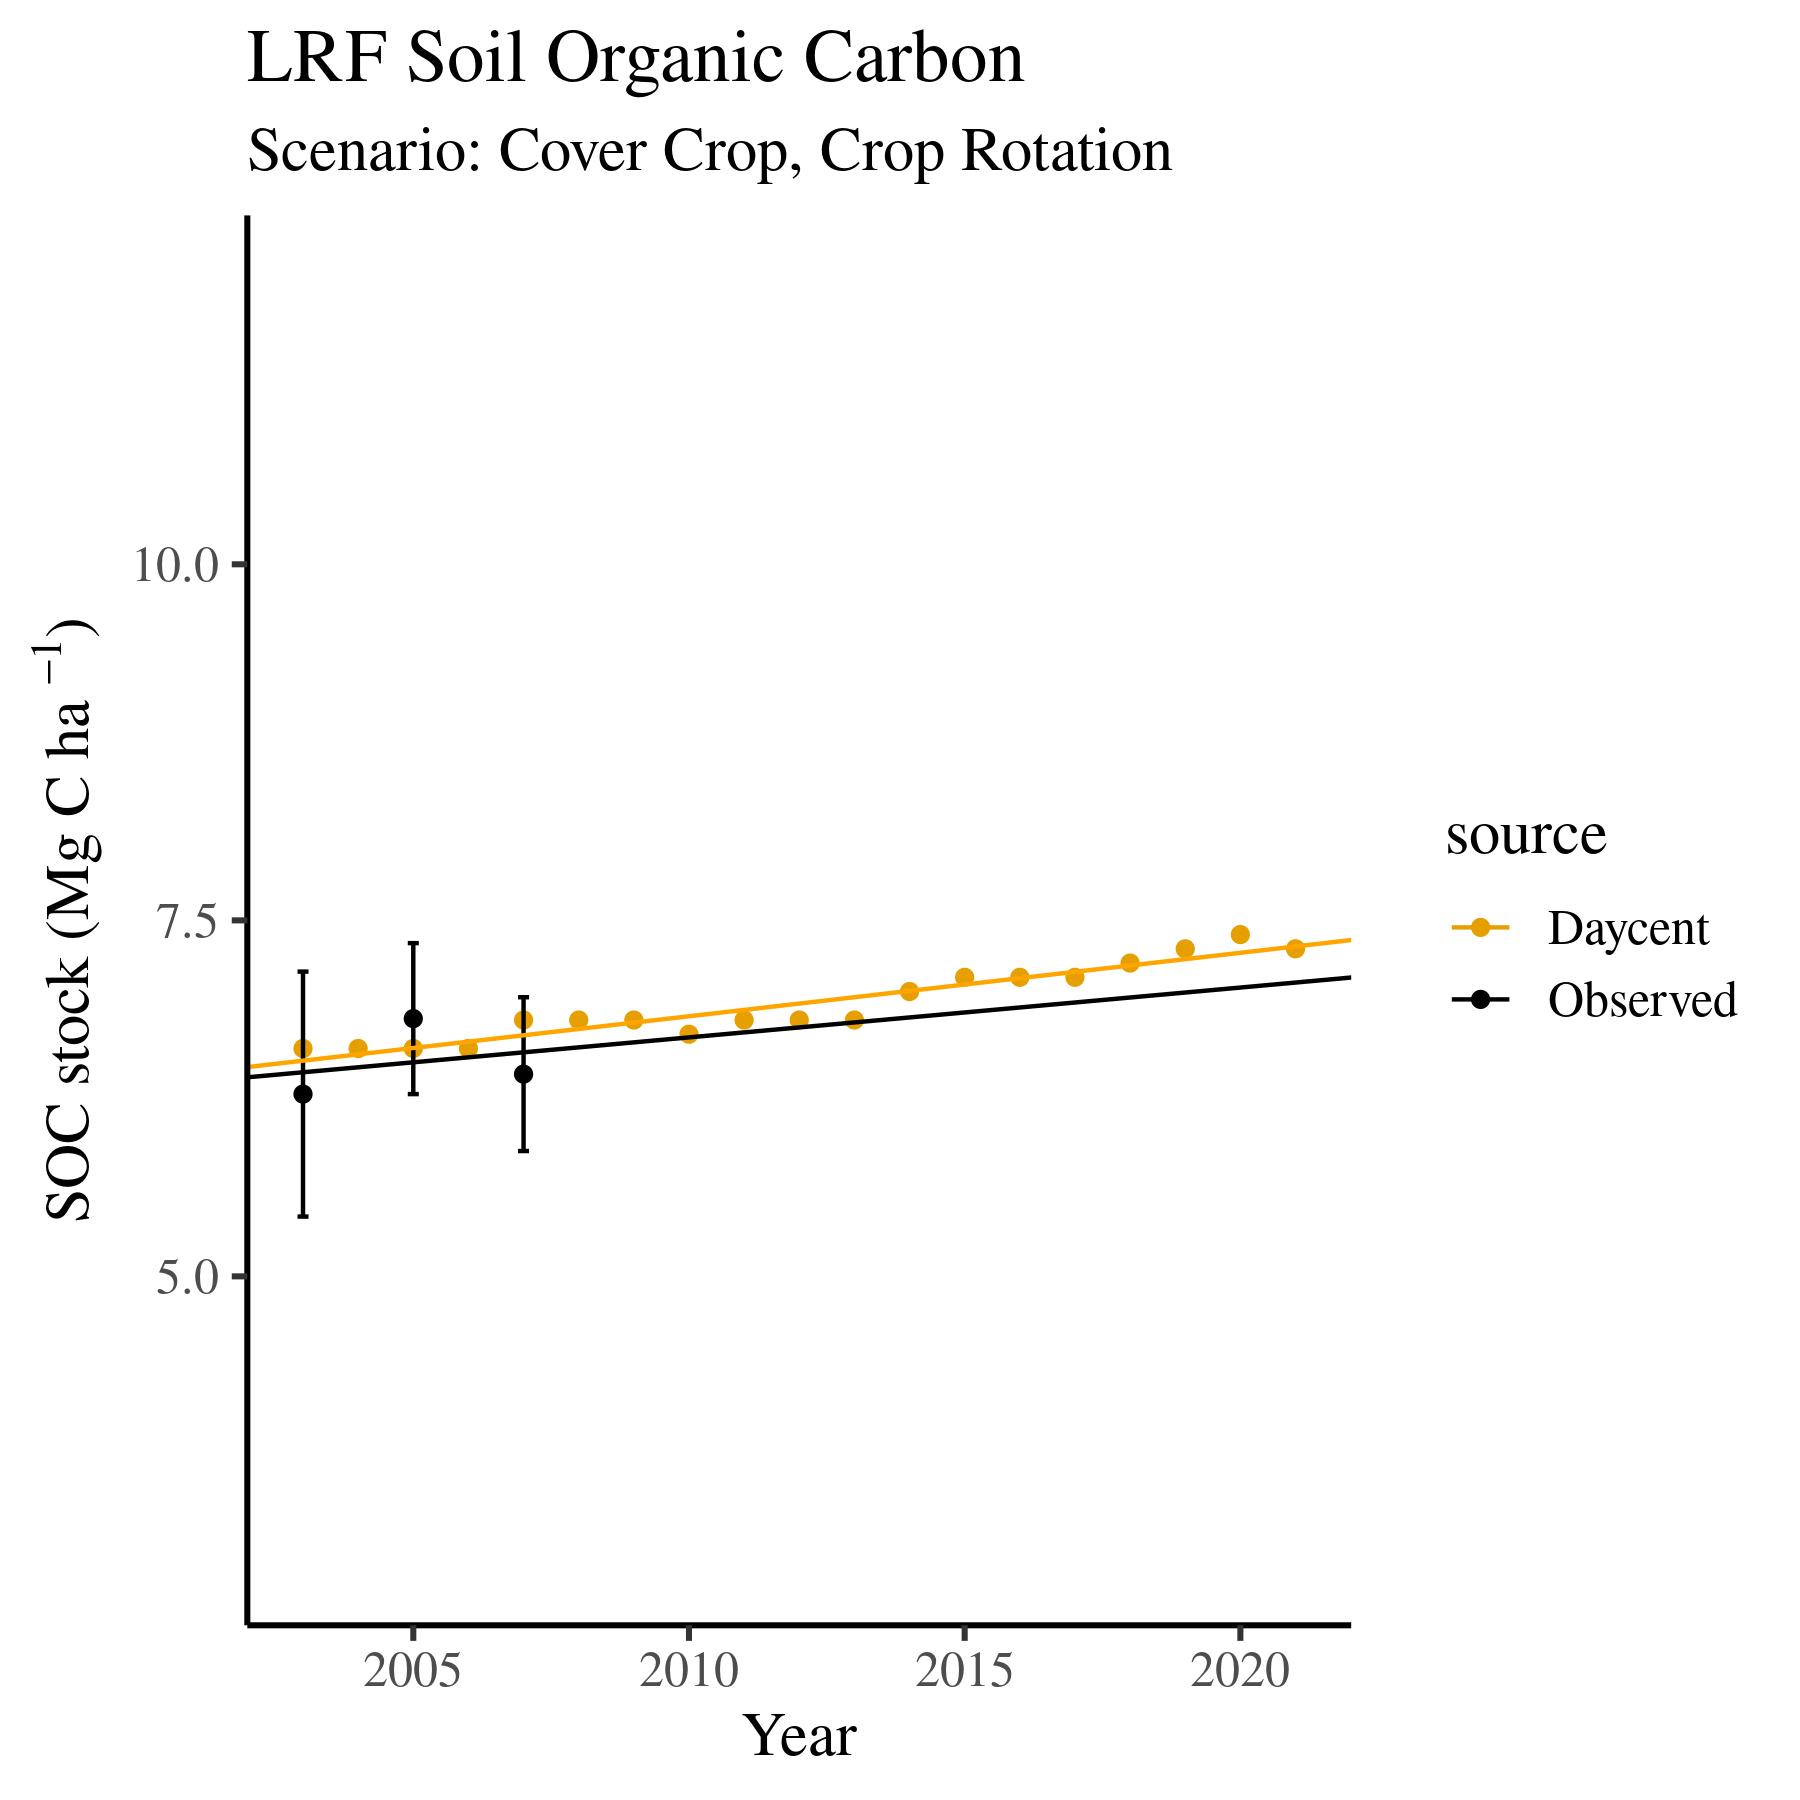 LRF Soil Organic Carbon
Scenario: Cover Crop, Crop Rotation
SOC stock (Mg C ha ⁻¹)
10.0
7.5
5.0
2005 2010 2015 2020
Year
source
Daycent
Observed